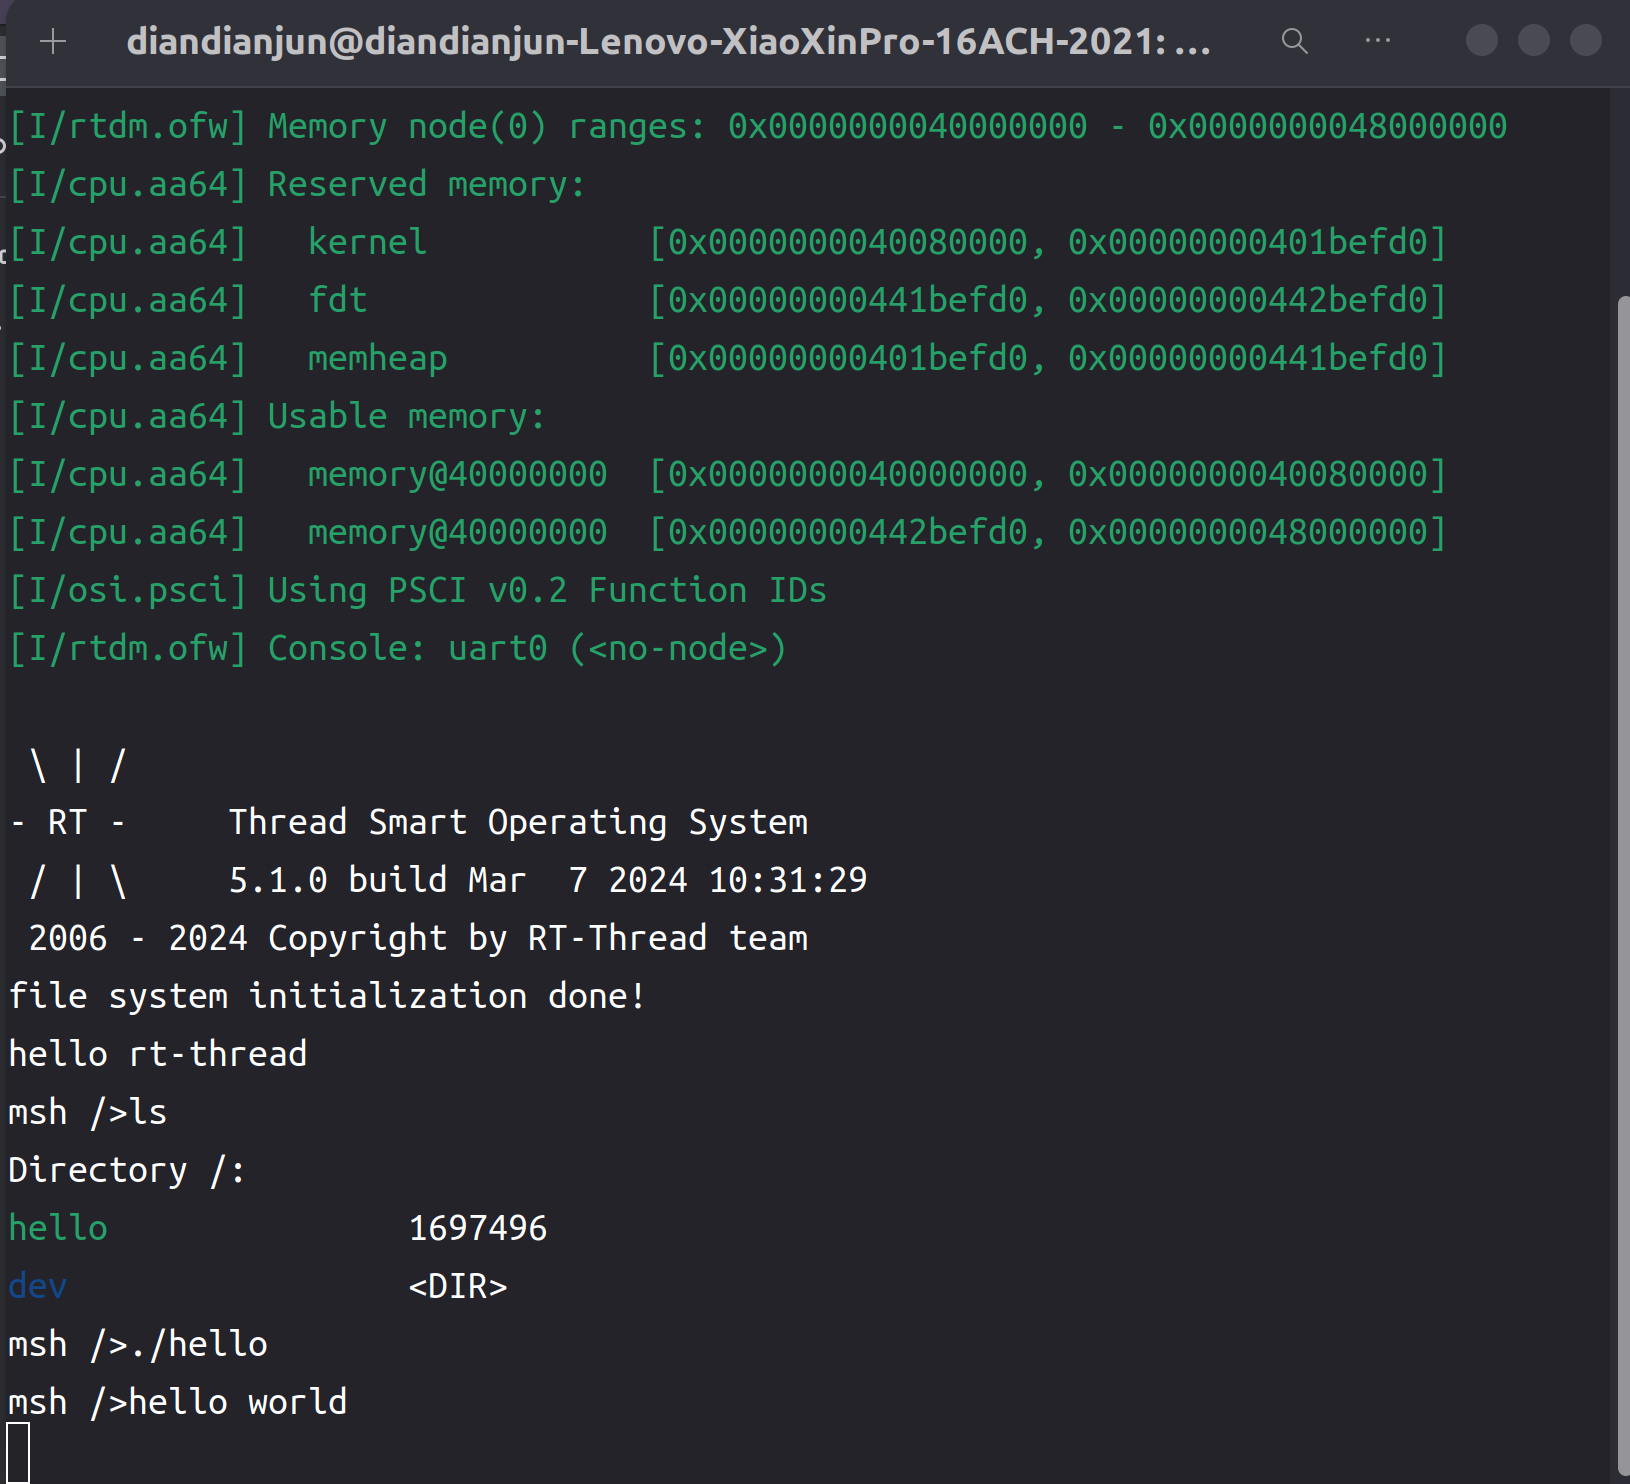 diandianjun@diandianjun-Lenovo-XiaoXinPro-16ACH-2021: ...
[I/rtdm.ofw] Memory node(0) ranges: 0x0000000040000000 - 0x0000000048000000
[I/cpu.aa64] Reserved memory:
[I/cpu.aa64]   kernel           [0x0000000040080000, 0x00000000401befd0]
[I/cpu.aa64]   fdt              [0x00000000441befd0, 0x00000000442befd0]
[I/cpu.aa64]   memheap          [0x00000000401befd0, 0x00000000441befd0]
[I/cpu.aa64] Usable memory:
[I/cpu.aa64]   memory@40000000  [0x0000000040000000, 0x0000000040080000]
[I/cpu.aa64]   memory@40000000  [0x00000000442befd0, 0x0000000048000000]
[I/osi.psci] Using PSCI v0.2 Function IDs
[I/rtdm.ofw] Console: uart0 (<no-node>)
 \ | /
- RT -     Thread Smart Operating System
 / | \     5.1.0 build Mar  7 2024 10:31:29
 2006 - 2024 Copyright by RT-Thread team
file system initialization done!
hello rt-thread
msh />ls
Directory /:
hello               1697496
dev                 <DIR>
msh />./hello
msh />hello world